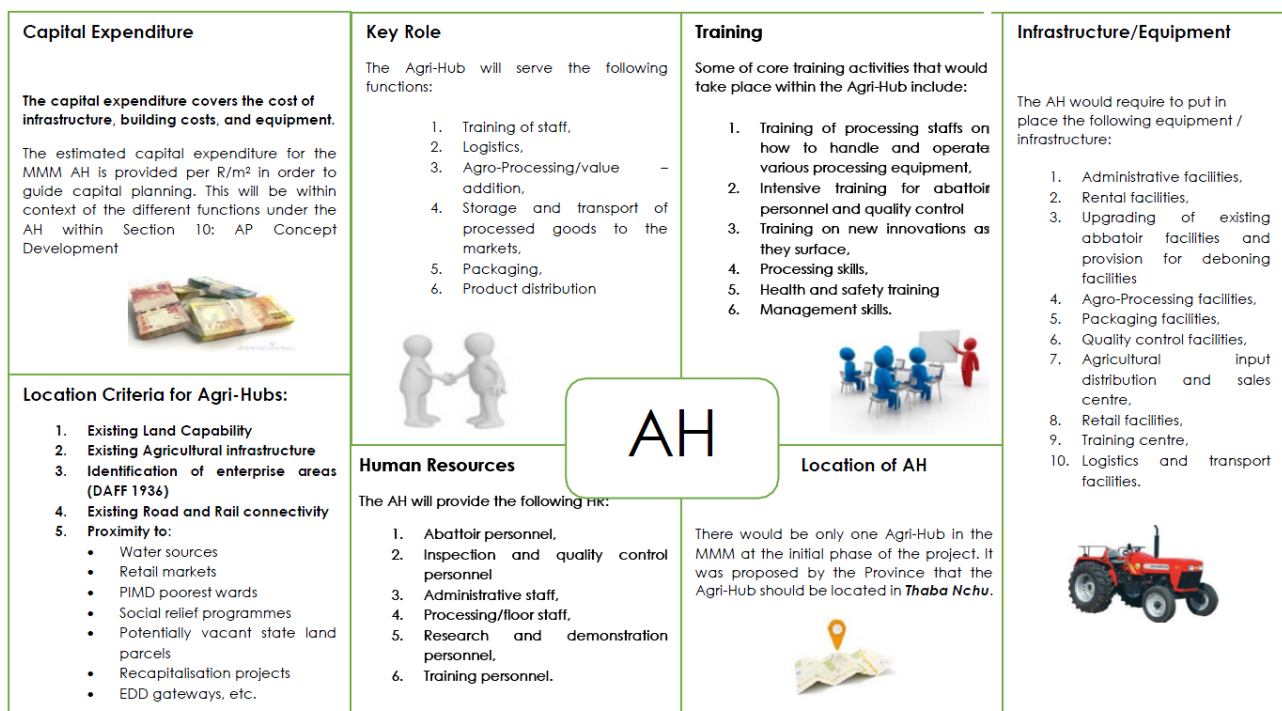 Capital Expenditure
The capital expenditure covers the cost of
infrastructure, building costs, and equipment.
The estimated capital expenditure for the
MMM AH is provided per R/m² in order to
guide capital planning. This will be within
context of the different functions under the
AH within Section 10: AP Concept
Development
Location Criteria for Agri-Hubs:
1. Existing Land Capability
2. Existing Agricultural infrastructure
3. Identification of enterprise areas
(DAFF 1936)
4. Existing Road and Rail connectivity
5. Proximity to:
• Water sources
• Retail markets
• PIMD poorest wards
• Social relief programmes
• Potentially vacant state land
parcels
• Recapitalisation projects
• EDD gateways, etc.
Key Role
The Agri-Hub will serve the following
functions:
1. Training of staff,
2. Logistics,
3. Agro-Processing/value –
addition,
4. Storage and transport of
processed goods to the
markets,
5. Packaging,
6. Product distribution
Human Resources
The AH will provide the following HR:
1. Abattoir personnel,
2. Inspection and quality control
personnel
3. Administrative staff,
4. Processing/floor staff,
5. Research and demonstration
personnel,
6. Training personnel.
AH
Training
Some of core training activities that would
take place within the Agri-Hub include:
1. Training of processing staffs on
how to handle and operate
various processing equipment,
2. Intensive training for abattoir
personnel and quality control
3. Training on new innovations as
they surface,
4. Processing skills,
5. Health and safety training
6. Management skills.
Location of AH
There would be only one Agri-Hub in the
MMM at the initial phase of the project. It
was proposed by the Province that the
Agri-Hub should be located in Thaba Nchu.
Infrastructure/Equipment
The AH would require to put in
place the following equipment /
infrastructure:
1. Administrative facilities,
2. Rental facilities,
3. Upgrading of existing
abbatoir facilities and
provision for deboning
facilities
4. Agro-Processing facilities,
5. Packaging facilities,
6. Quality control facilities,
7. Agricultural input
distribution and sales
centre,
8. Retail facilities,
9. Training centre,
10. Logistics and transport
facilities.